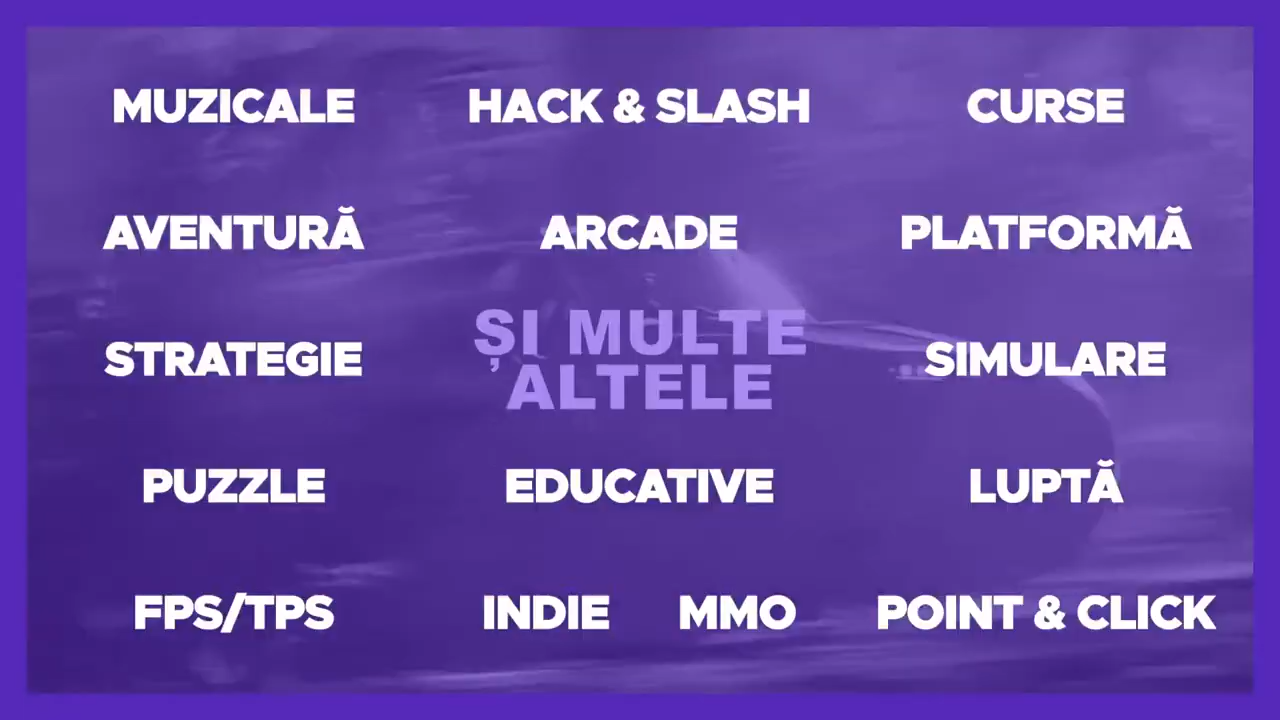 MUZICALE
HACK & SLASH
CURSE
AVENTURĂ
ARCADE
PLATFORMĂ
STRATEGIE
ȘI MULTE
ALTELE
SIMULARE
PUZZLE
EDUCATIVE
LUPTĂ
FPS/TPS
INDIE
MMO
POINT & CLICK